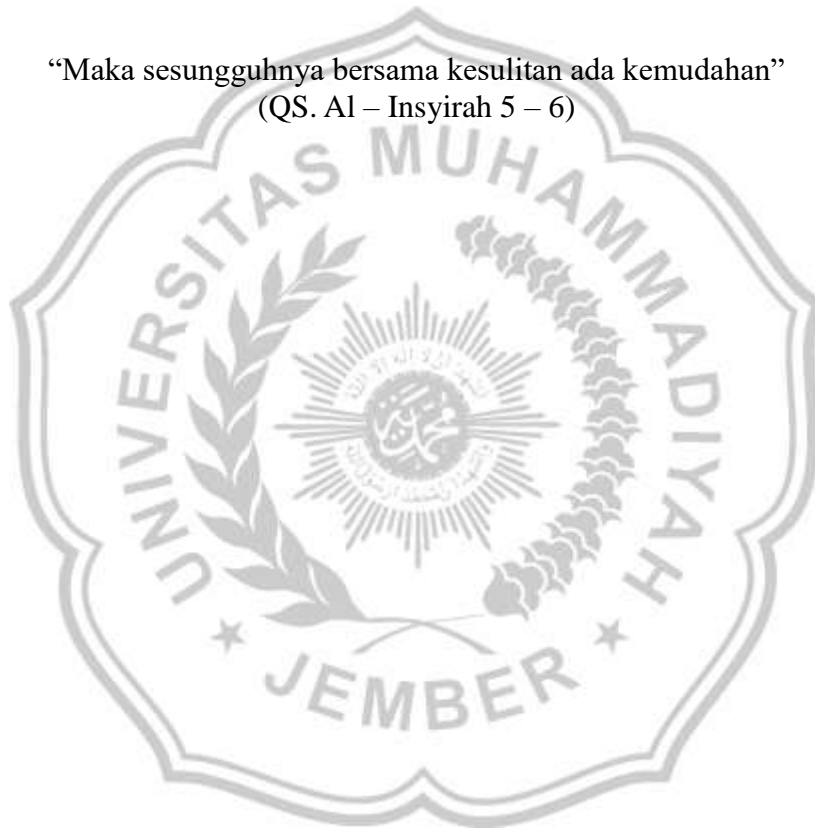 “Maka sesungguhnya bersama kesulitan ada kemudahan”
(QS. Al – Insyirah 5 – 6)
UNIVERSITAS MUHAMMADIYAH
JEMBER